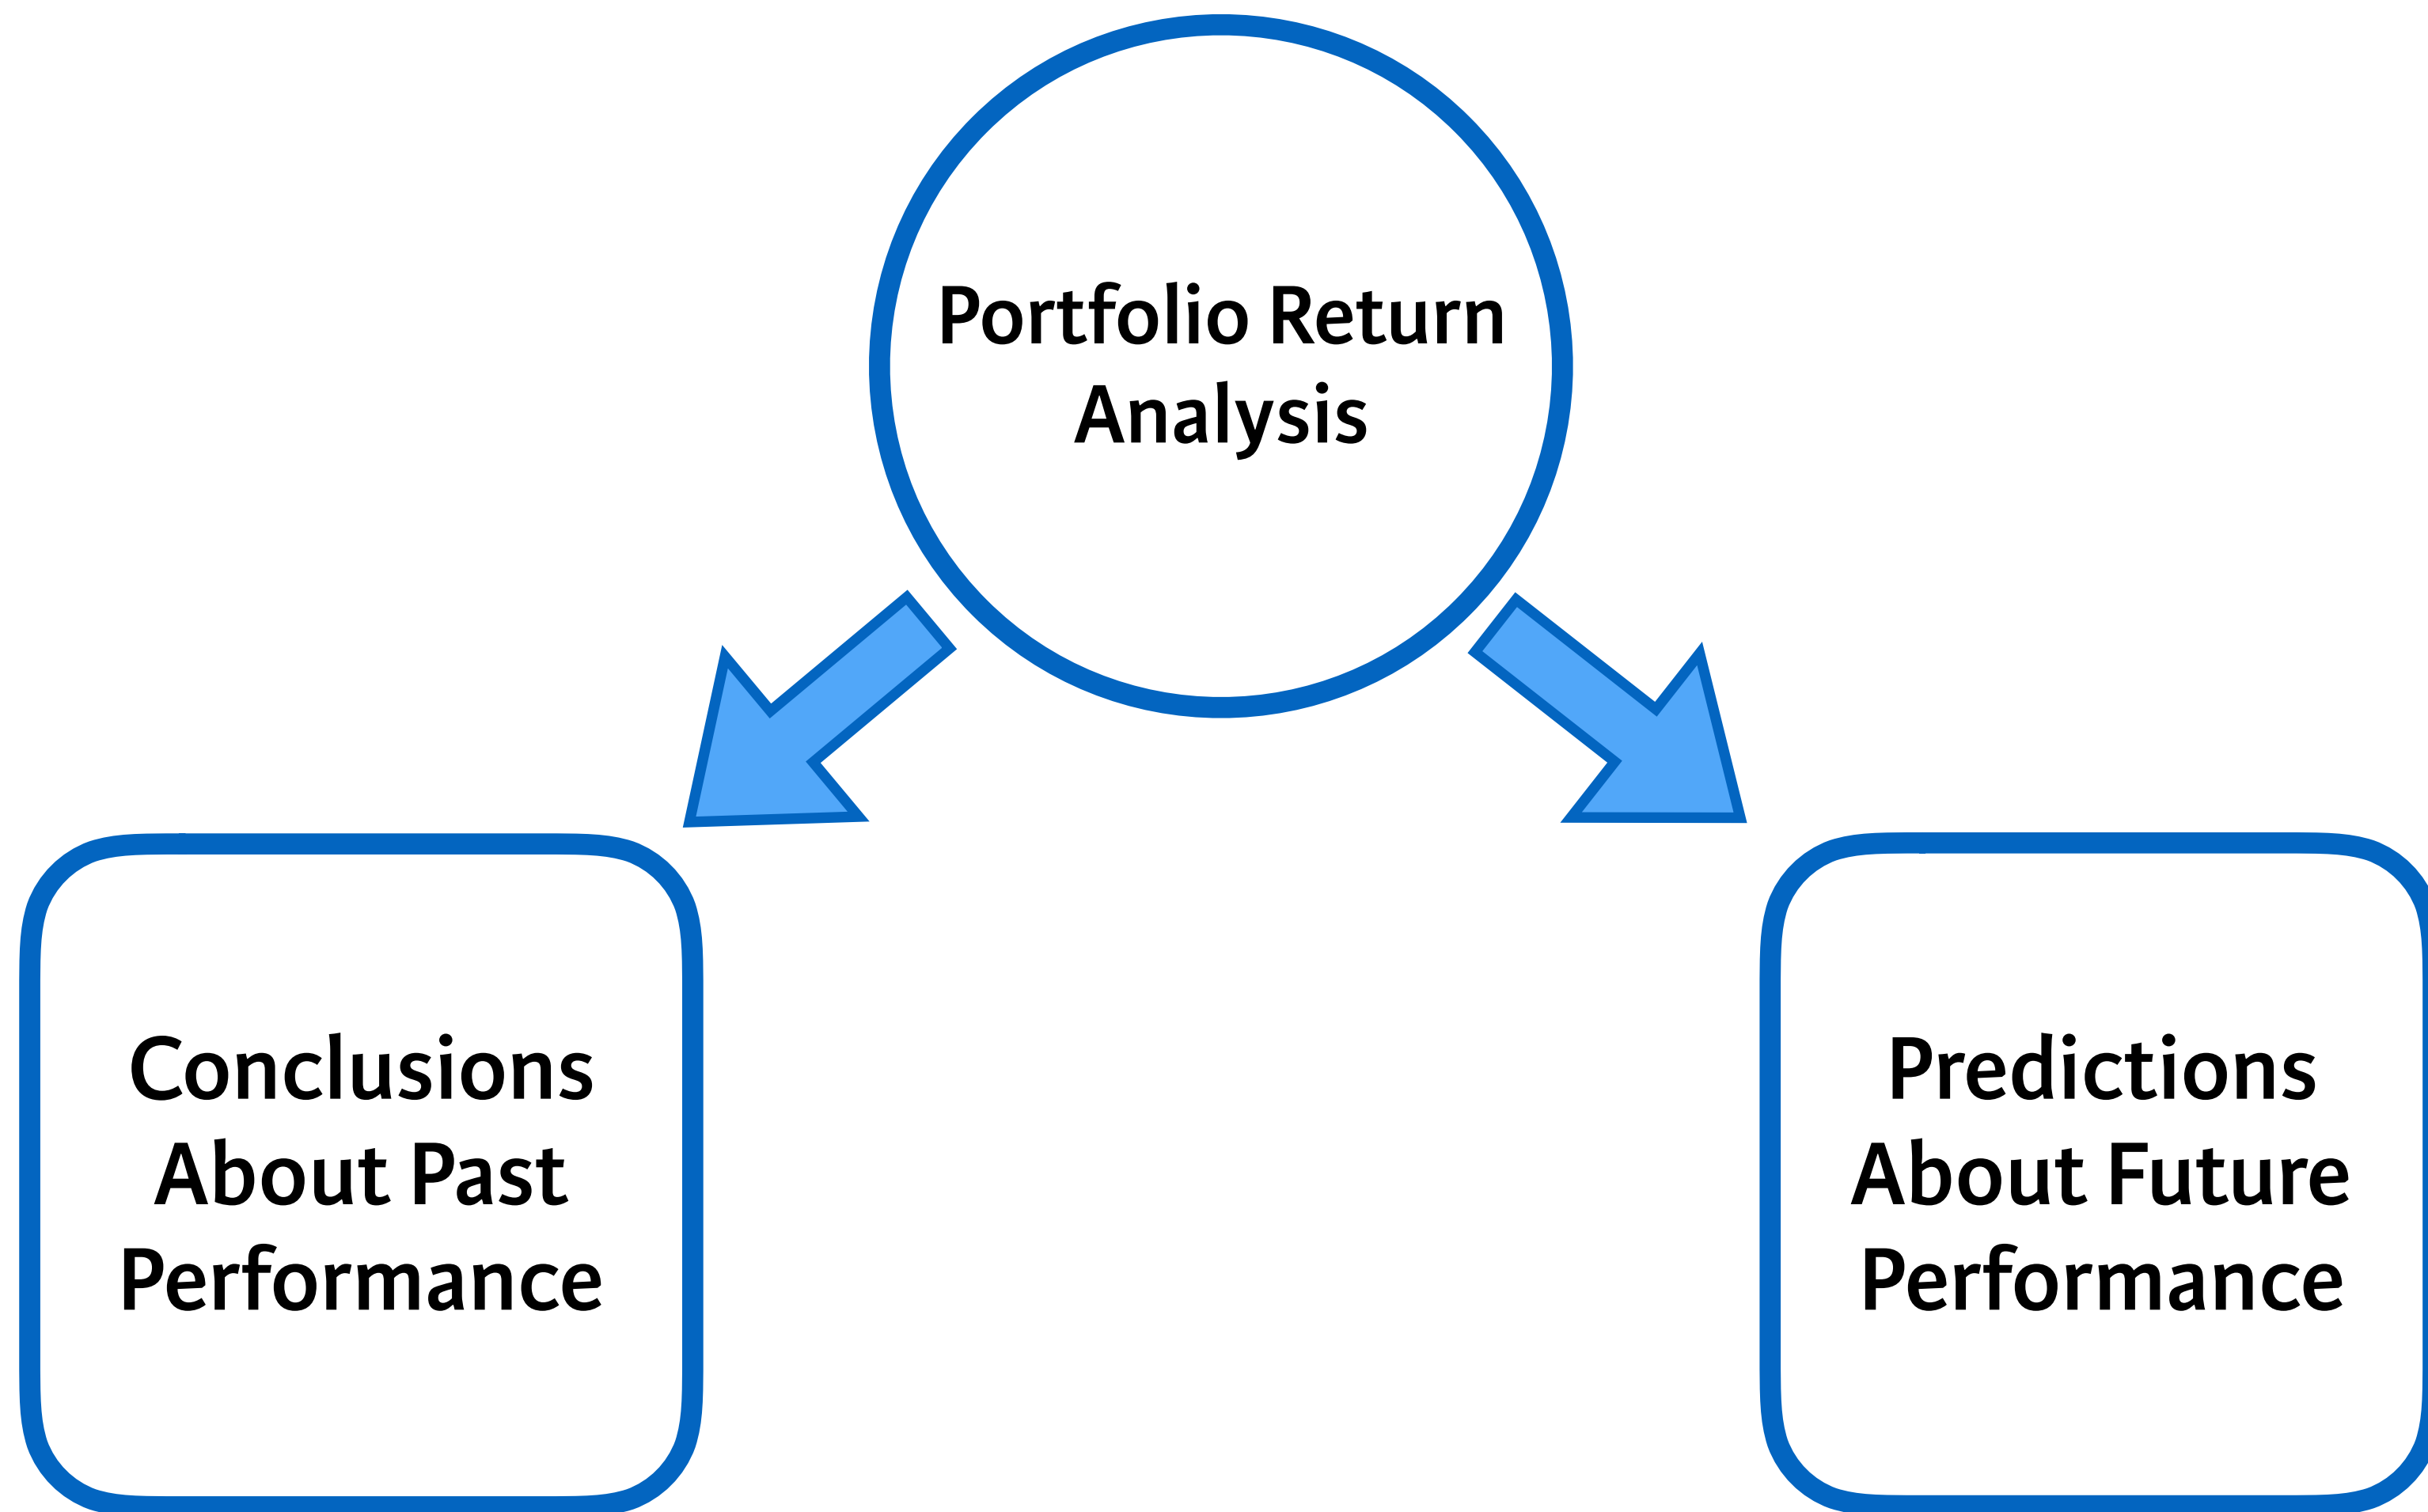 Portfolio Return
Analysis
Conclusions
About Past
Performance
Predictions
About Future
Performance